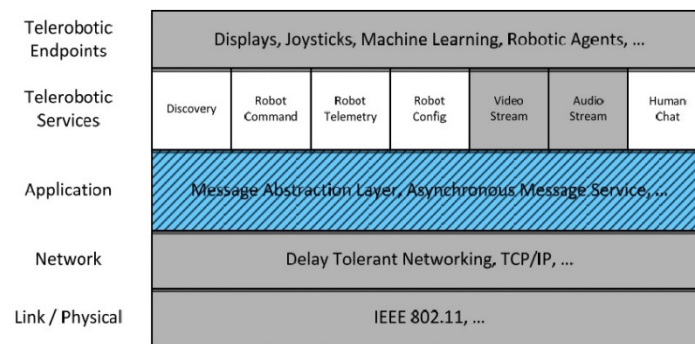 Telerobotic
Endpoints
Displays, Joysticks, Machine Learning, Robotic Agents, ...
Telerobotic
Services
Discovery
Robot
Command
Robot
Telemetry
Robot
Config
Video
Stream
Audio
Stream
Human
Chat
Application
Message Abstraction Layer, Asynchronous Message Service, ...
Network
Delay Tolerant Networking, TCP/IP, ...
Link / Physical
IEEE 802.11, ...